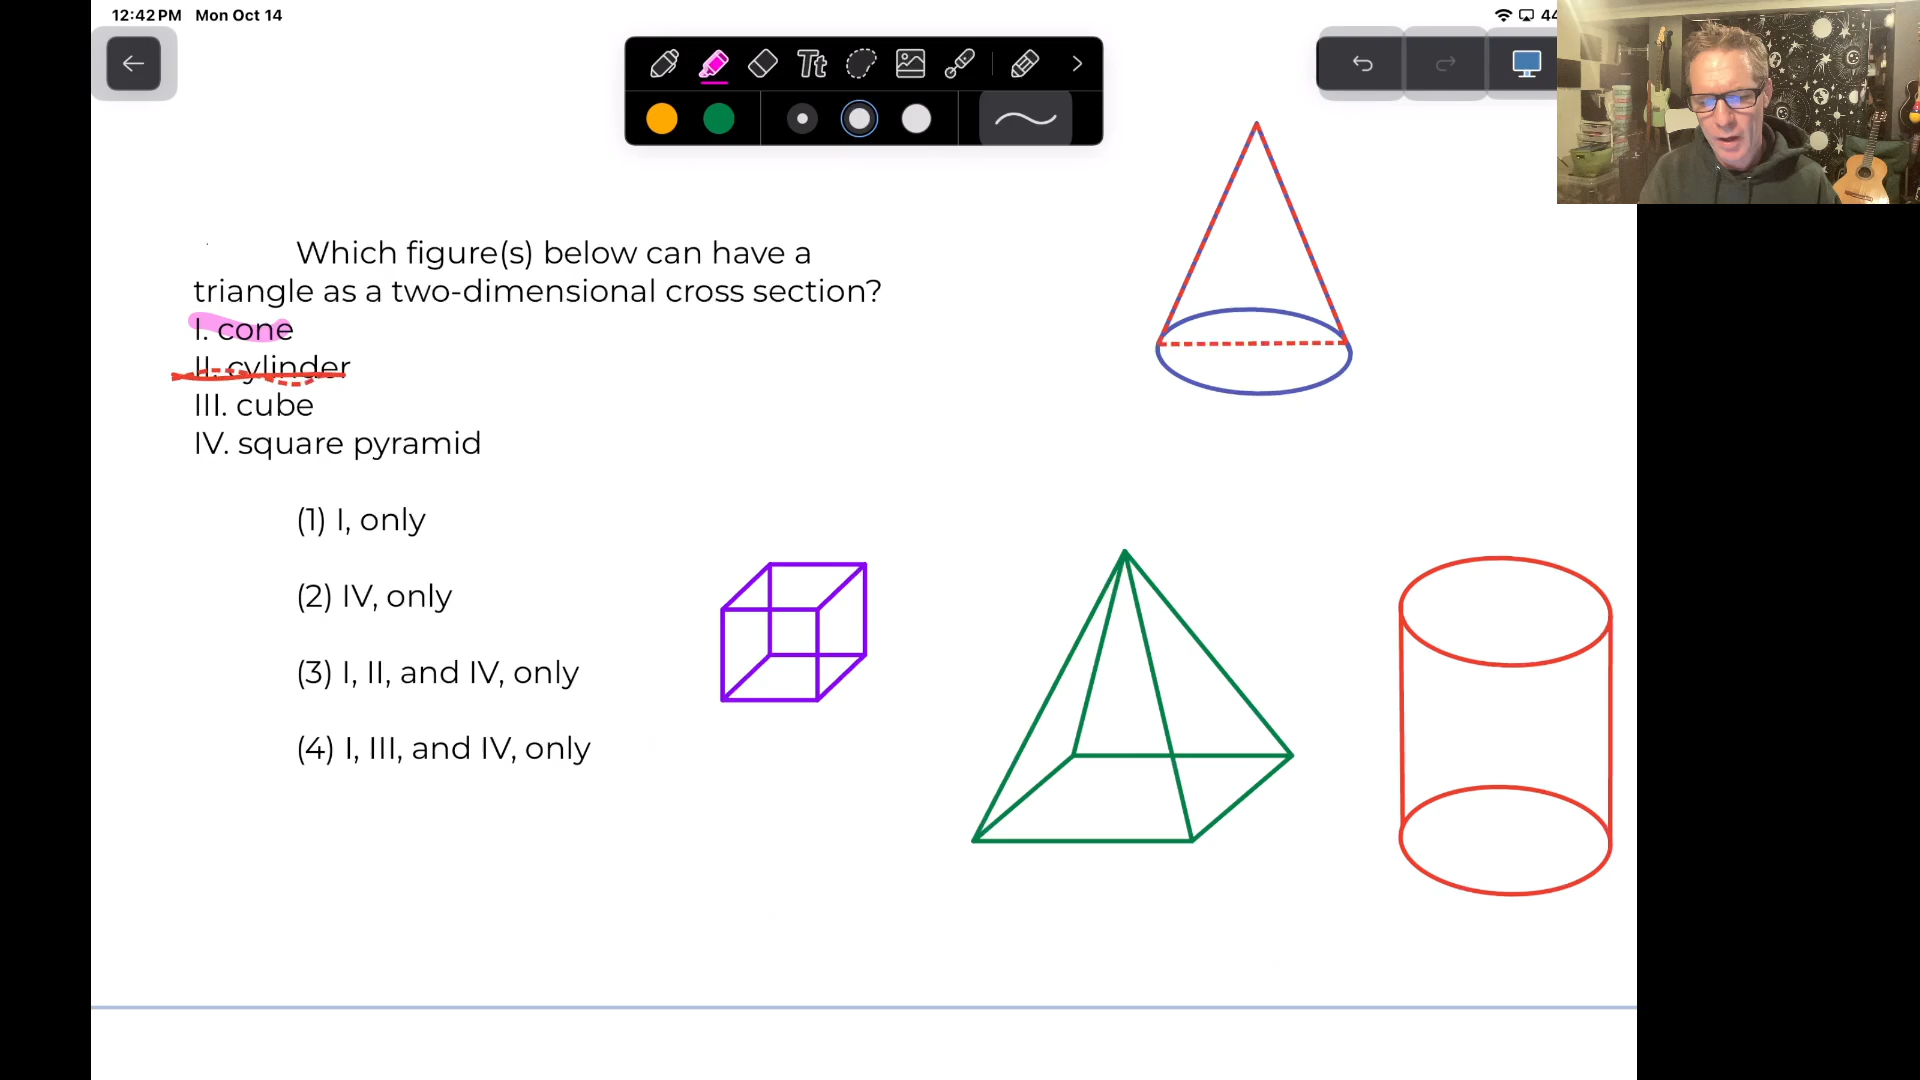 12:42 PM Mon Oct 14
44
Tt
Which figure(s) below can have a
triangle as a two-dimensional cross section?
I. cone
II. cylinder
III. cube
IV. square pyramid
(1) I, only
(2) IV, only
(3) I, II, and IV, only
(4) I, III, and IV, only